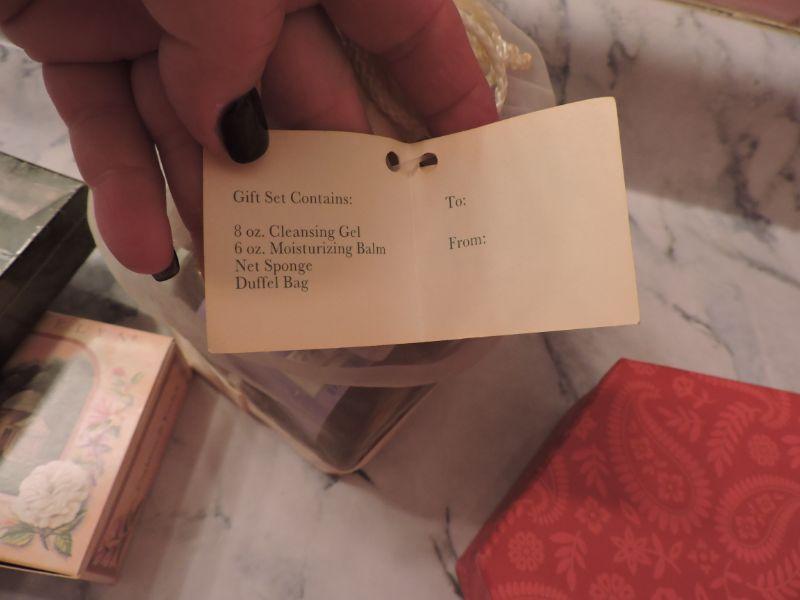 Gift Set Contains:
8 oz. Cleansing Gel
6 oz. Moisturizing Balm
Net Sponge
Duffel Bag
To:
From: